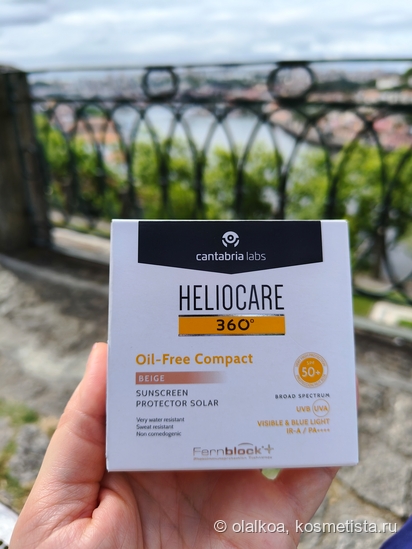 cantabria labs
HELIOCARE
360°
Oil-Free Compact
BEIGE
SUNSCREEN
PROTECTOR SOLAR
Very water resistant
Sweat resistant
Non comedogenic
SPF
50+
BROAD SPECTRUM
UVB UVA
VISIBLE & BLUE LIGHT
IR-A / PA++++
Fernblock+
© olalkoa, kosmetista.ru